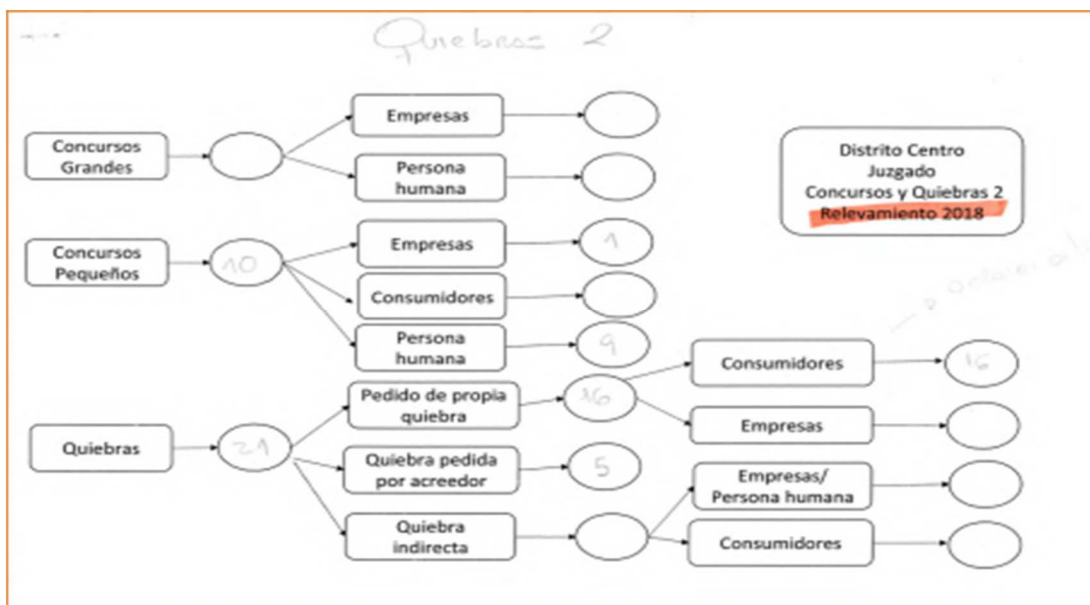 Quiebras 2
Concursos
Grandes
Empresas
Persona
humana
Distrito Centro
Juzgado
Concursos y Quiebras 2
Relevamiento 2018
Concursos
Pequeños
10
Empresas
1
Consumidores
Persona
humana
9
Quiebras
21
Pedido de propia
quiebra
16
Consumidores
16
Empresas
Quiebra pedida
por acreedor
5
Quiebra
indirecta
Empresas/
Persona humana
Consumidores